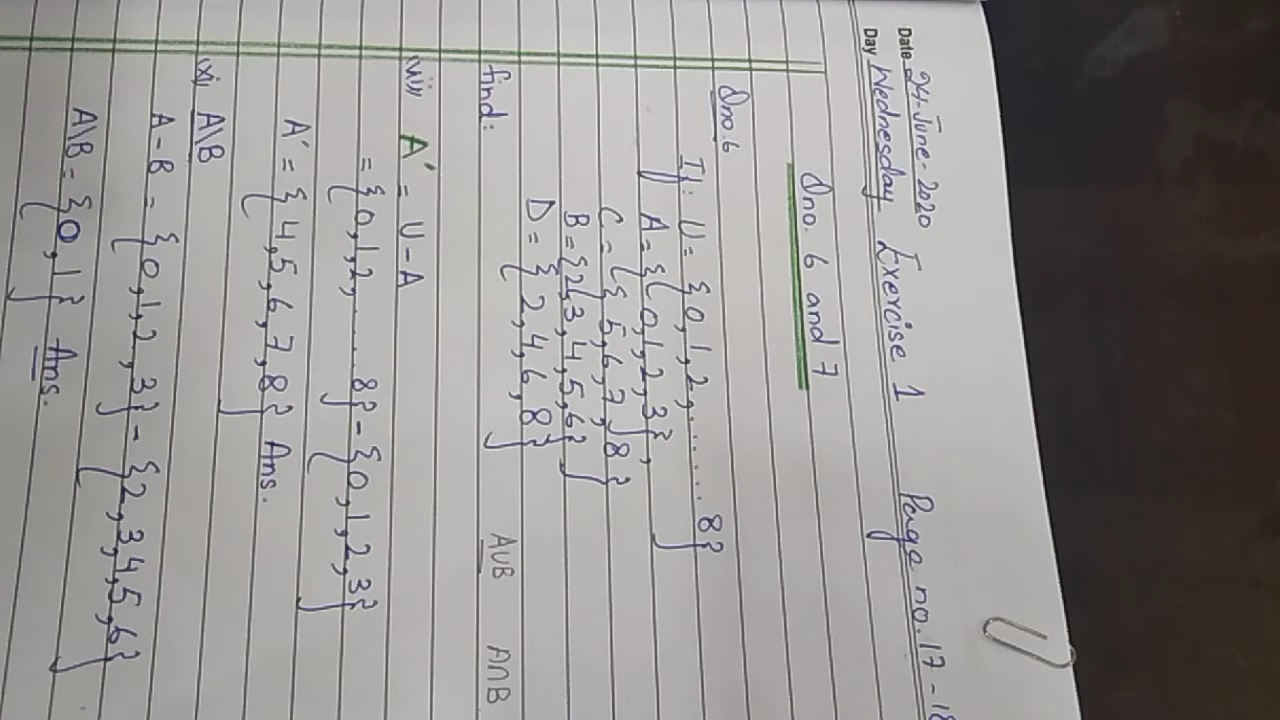 Date 24-June-2020
Day Wednesday Exercise 1 Page no. 17-18
Qno. 6 and 7
Qno.6
If: U = {0,1,2,......8}
A = {0,1,2,3},
C = {5,6,7,8}
B = {2,3,4,5,6}
D = {2,4,6,8}
find: A∪B A∩B
viii, A' = U-A
= {0,1,2,......8} - {0,1,2,3}
A' = {4,5,6,7,8} Ans.
xi, A\B
A-B = {0,1,2,3} - {2,3,4,5,6}
A\B = {0,1} Ans.